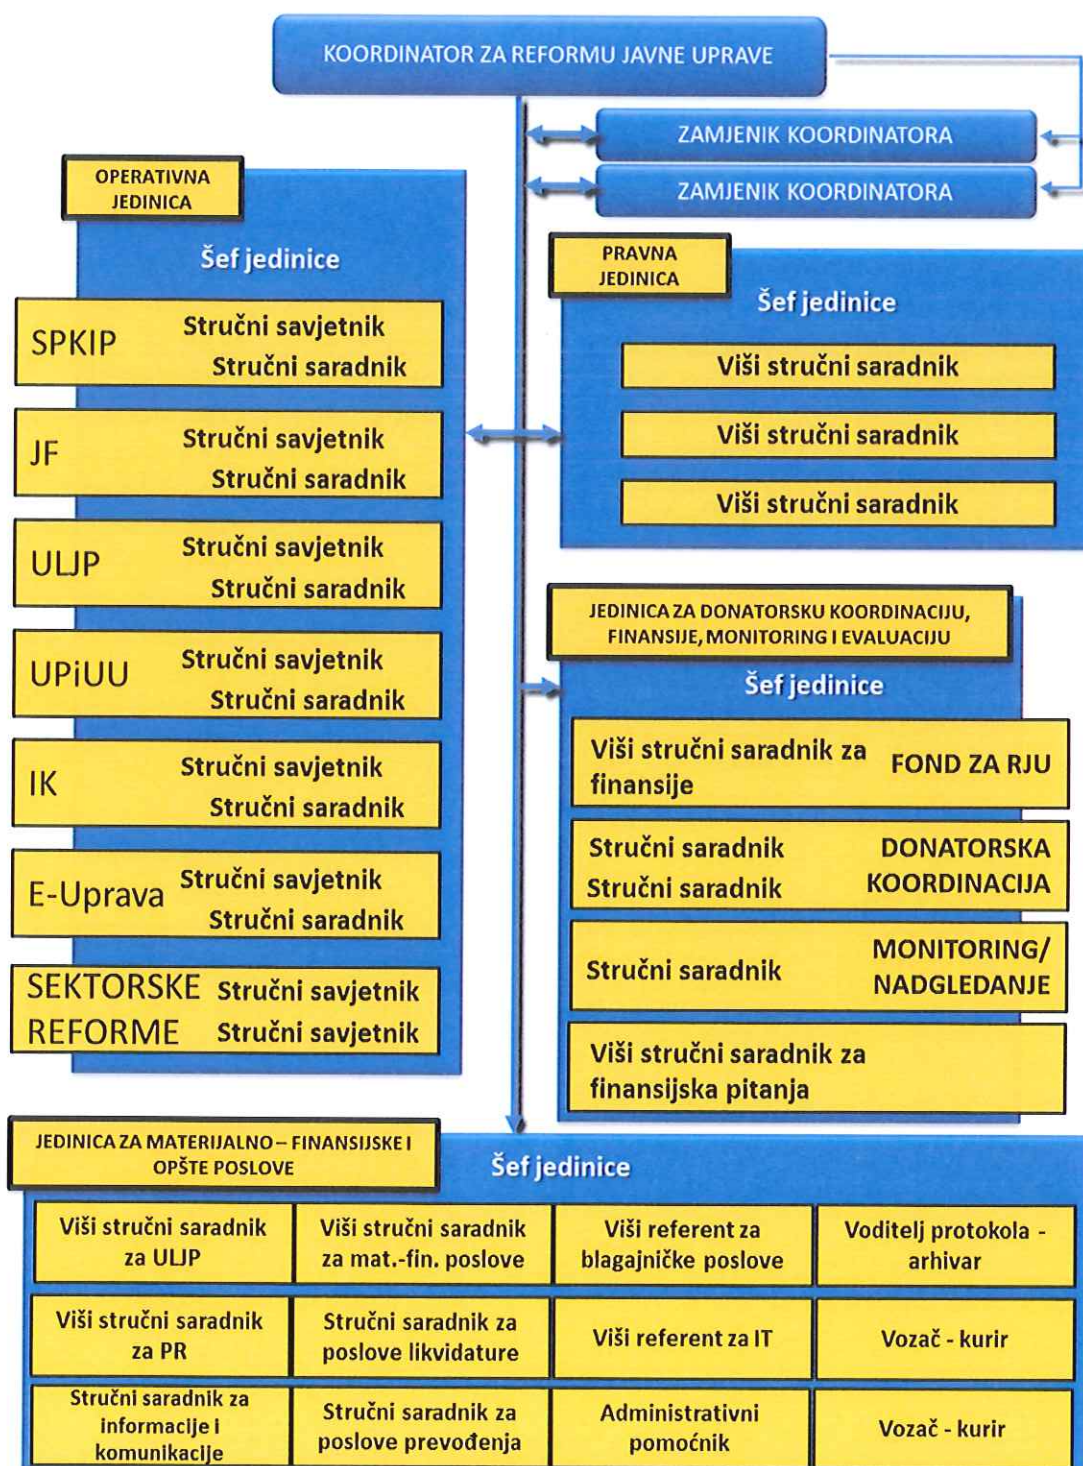 KOORDINATOR ZA REFORMU JAVNE UPRAVE
ZAMJENIK KOORDINATORA
ZAMJENIK KOORDINATORA
OPERATIVNA
JEDINICA
Šef jedinice
SPKIP
Stručni savjetnik
Stručni saradnik
JF
Stručni savjetnik
Stručni saradnik
ULJP
Stručni savjetnik
Stručni saradnik
UPiUU
Stručni savjetnik
Stručni saradnik
IK
Stručni savjetnik
Stručni saradnik
E-Uprava
Stručni savjetnik
Stručni saradnik
SEKTORSKE Stručni savjetnik
REFORME Stručni savjetnik
PRAVNA
JEDINICA
Šef jedinice
Viši stručni saradnik
Viši stručni saradnik
Viši stručni saradnik
JEDINICA ZA DONATORSKU KOORDINACIJU,
FINANSIJE, MONITORING I EVALUACIJU
Šef jedinice
Viši stručni saradnik za
finansije
FOND ZA RJU
Stručni saradnik
Stručni saradnik
DONATORSKA
KOORDINACIJA
Stručni saradnik
MONITORING/
NADGLEDANJE
Viši stručni saradnik za
finansijska pitanja
JEDINICA ZA MATERIJALNO – FINANSIJSKE I
OPŠTE POSLOVE
Šef jedinice
Viši stručni saradnik
za ULJP
Viši stručni saradnik
za mat.-fin. poslove
Viši referent za
blagajničke poslove
Voditelj protokola -
arhivar
Viši stručni saradnik
za PR
Stručni saradnik za
poslove likvidature
Viši referent za IT
Vozač - kurir
Stručni saradnik za
informacije i
komunikacije
Stručni saradnik za
poslove prevođenja
Administrativni
pomoćnik
Vozač - kurir